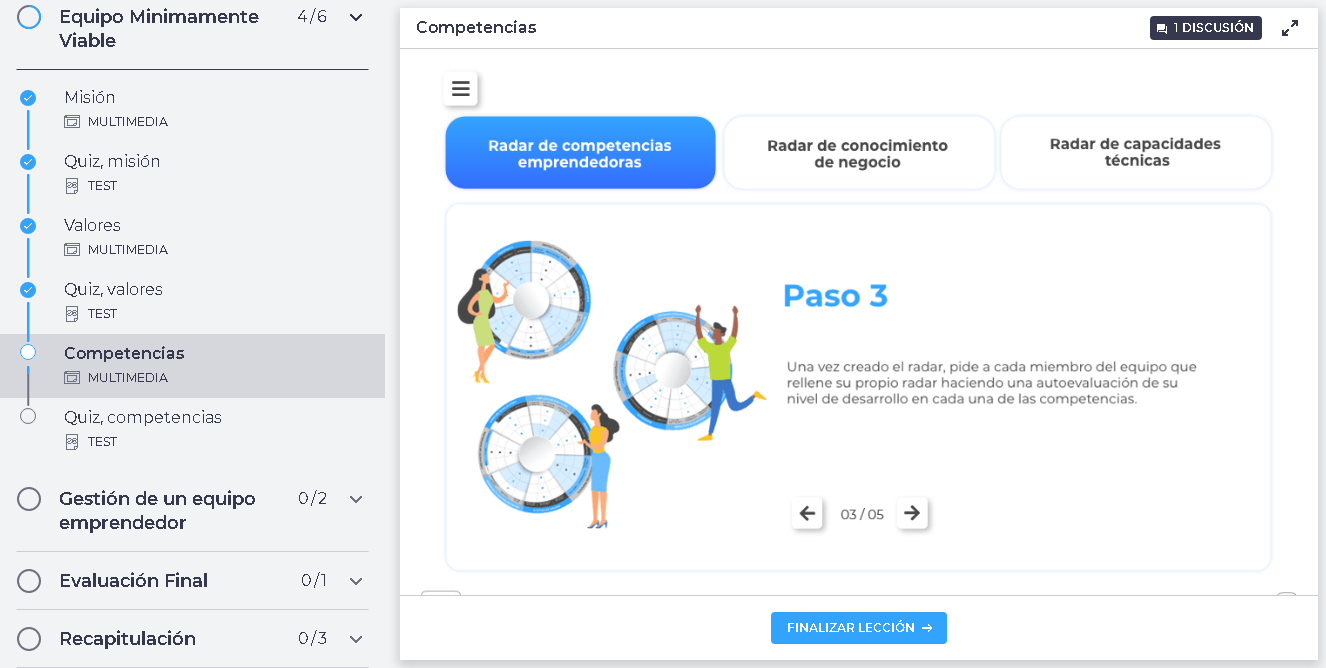 Equipo Minimamente
Viable
4/6
Misión
MULTIMEDIA
Quiz, misión
TEST
Valores
MULTIMEDIA
Quiz, valores
TEST
Competencias
MULTIMEDIA
Quiz, competencias
TEST
Gestión de un equipo
emprendedor
0/2
Evaluación Final
0/1
Recapitulación
0/3
Competencias
1 DISCUSIÓN
Radar de competencias
emprendedoras
Radar de conocimiento
de negocio
Radar de capacidades
técnicas
Paso 3
Una vez creado el radar, pide a cada miembro del equipo que
rellene su propio radar haciendo una autoevaluación de su
nivel de desarrollo en cada una de las competencias.
03 / 05
FINALIZAR LECCIÓN